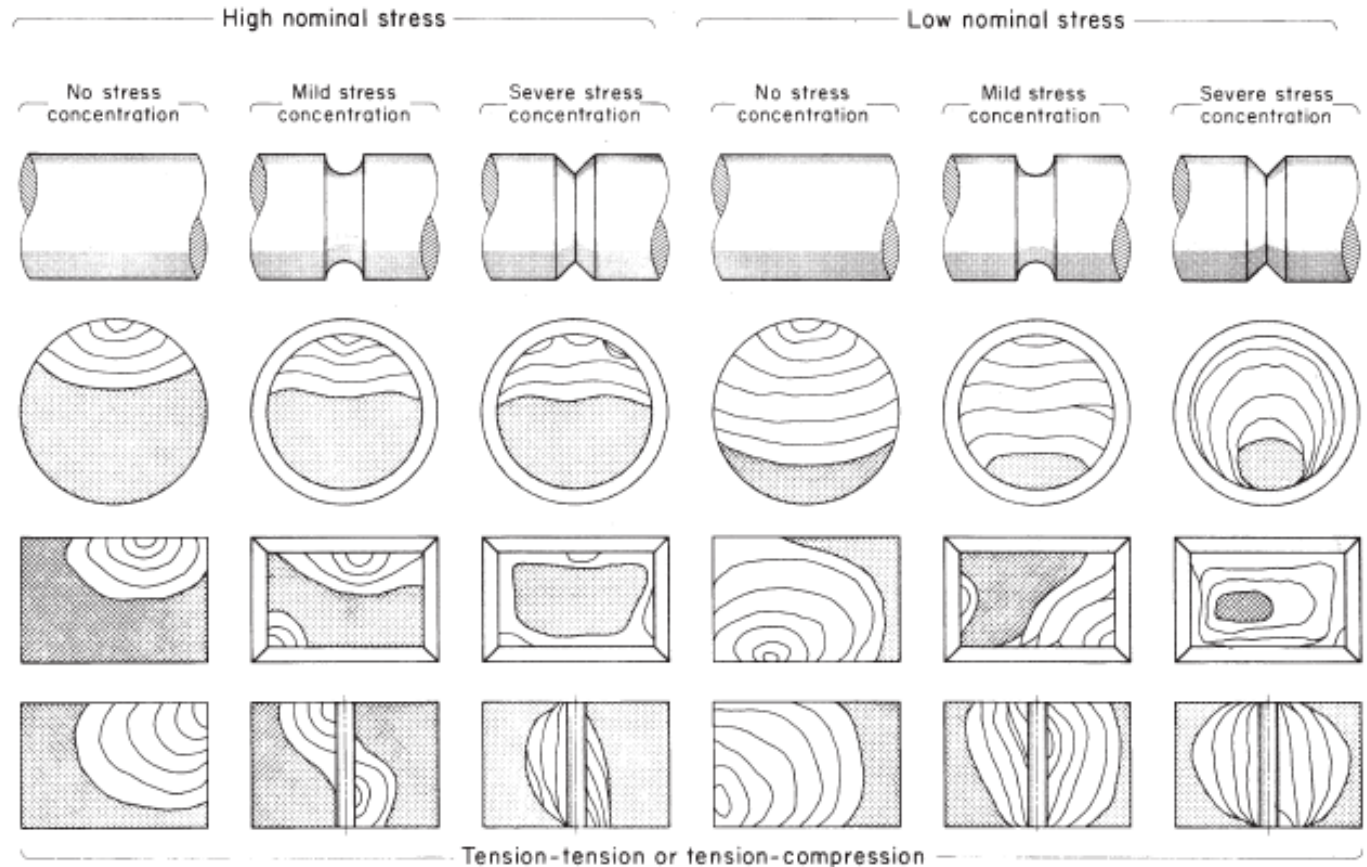 High nominal stress
Low nominal stress
No stress
concentration
Mild stress
concentration
Severe stress
concentration
No stress
concentration
Mild stress
concentration
Severe stress
concentration
Tension-tension or tension-compression